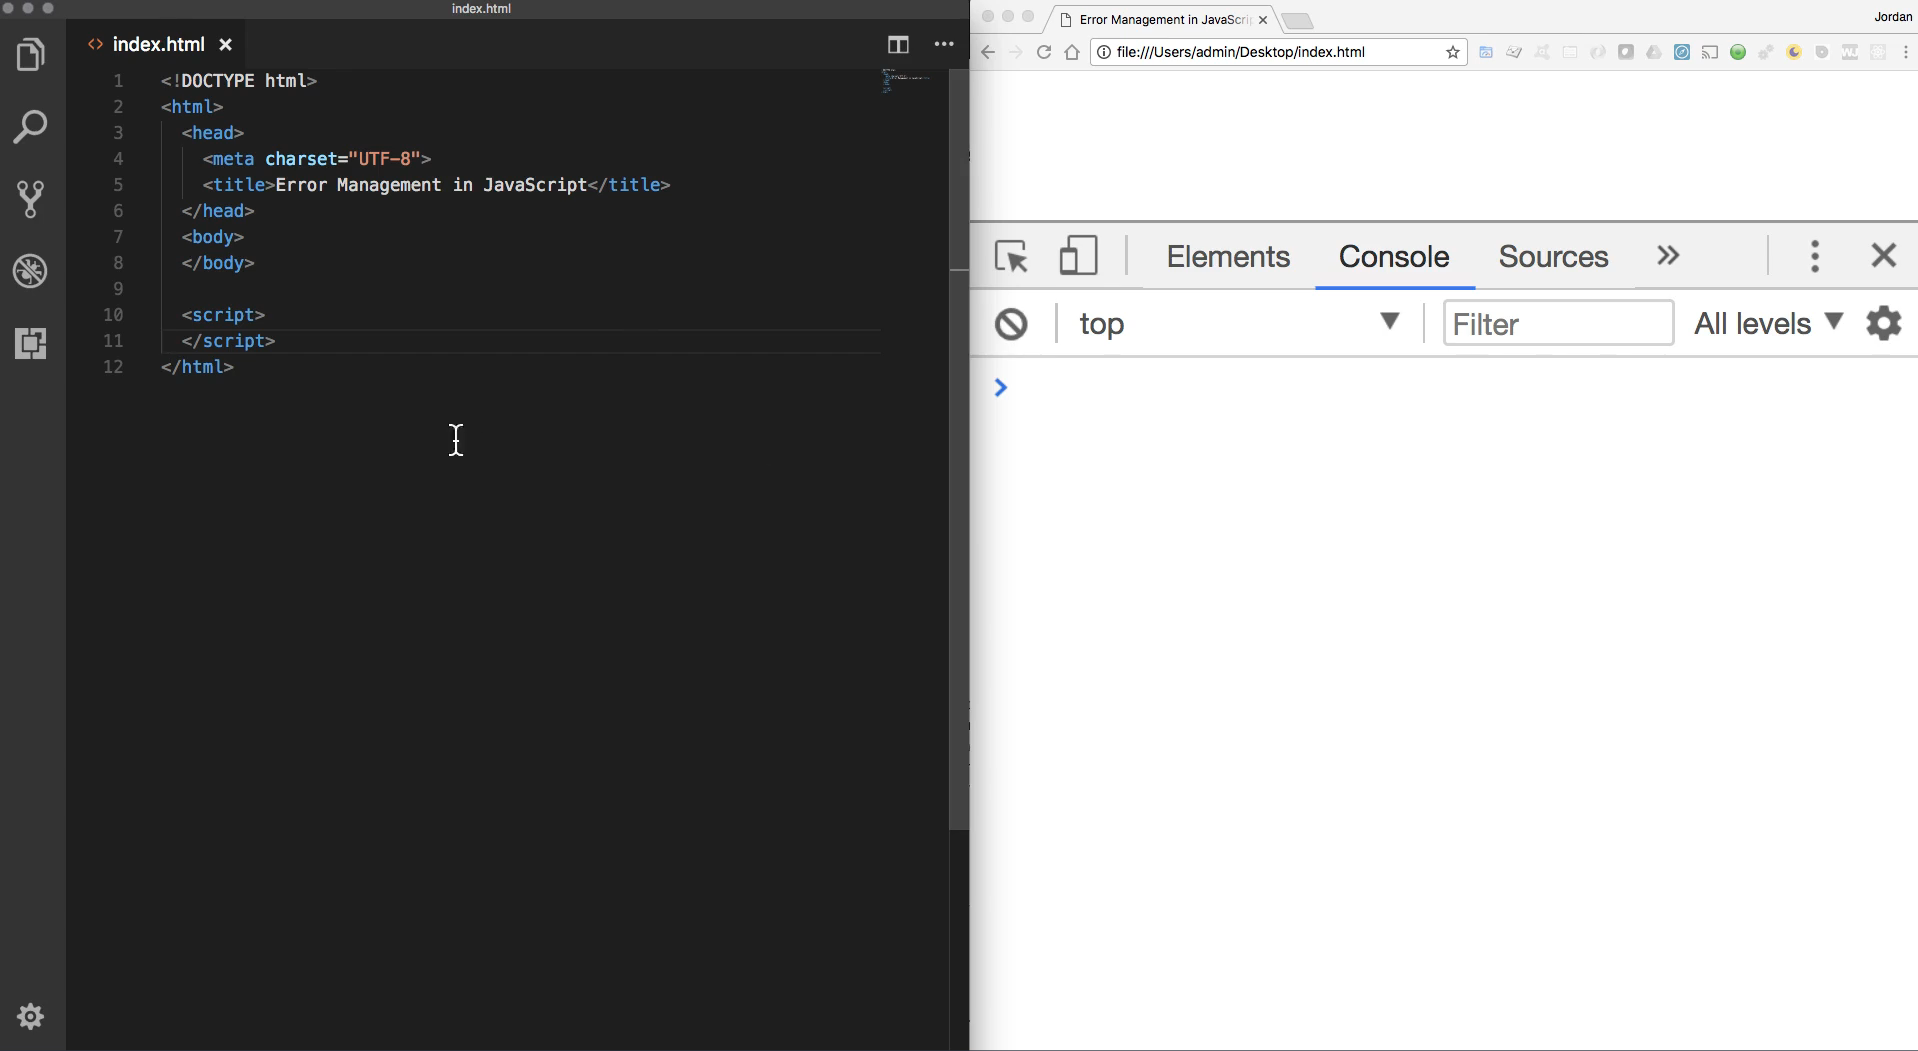 index.html
index.html
1 <!DOCTYPE html>
2 <html>
3 <head>
4 <meta charset="UTF-8">
5 <title>Error Management in JavaScript</title>
6 </head>
7 <body>
8 </body>
9
10 <script>
11 </script>
12 </html>
Error Management in JavaScri
Jordan
file:///Users/admin/Desktop/index.html
Elements Console Sources
top Filter All levels